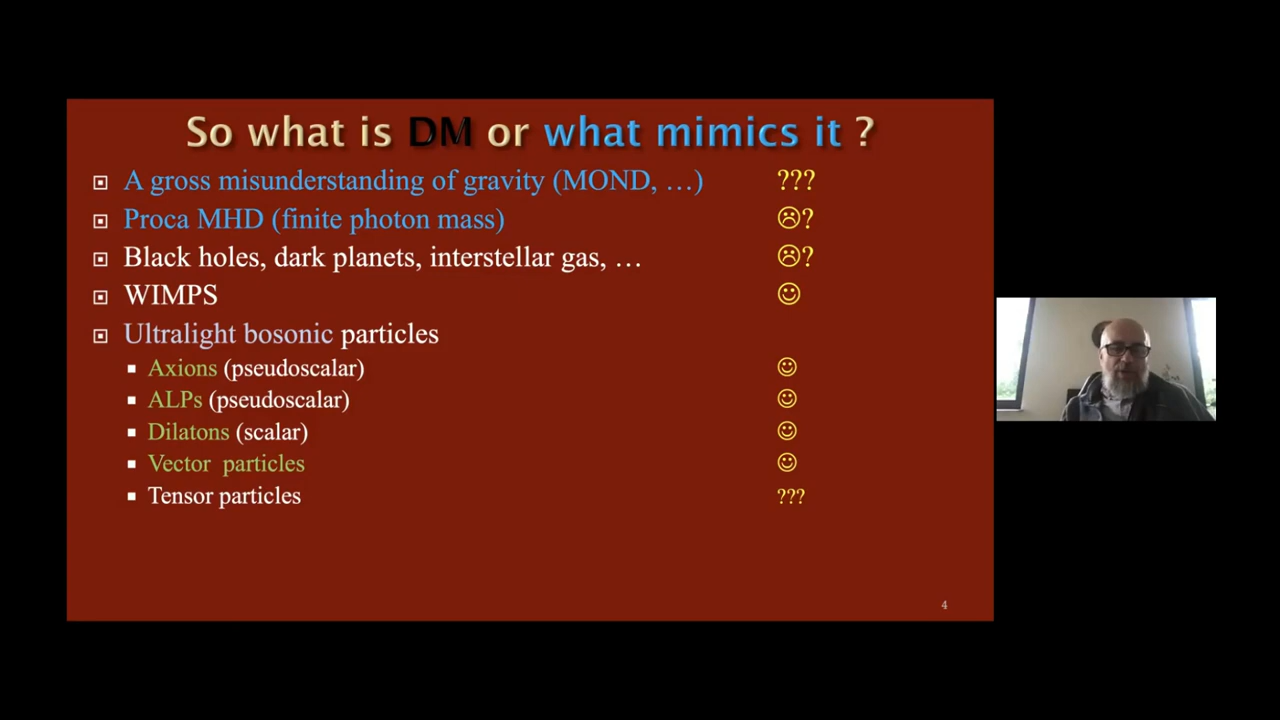 So what is DM or what mimics it ?
A gross misunderstanding of gravity (MOND, …) ???
Proca MHD (finite photon mass) ☹?
Black holes, dark planets, interstellar gas, … ☹?
WIMPS ☺
Ultralight bosonic particles
Axions (pseudoscalar) ☺
ALPs (pseudoscalar) ☺
Dilatons (scalar) ☺
Vector particles ☺
Tensor particles ???
4